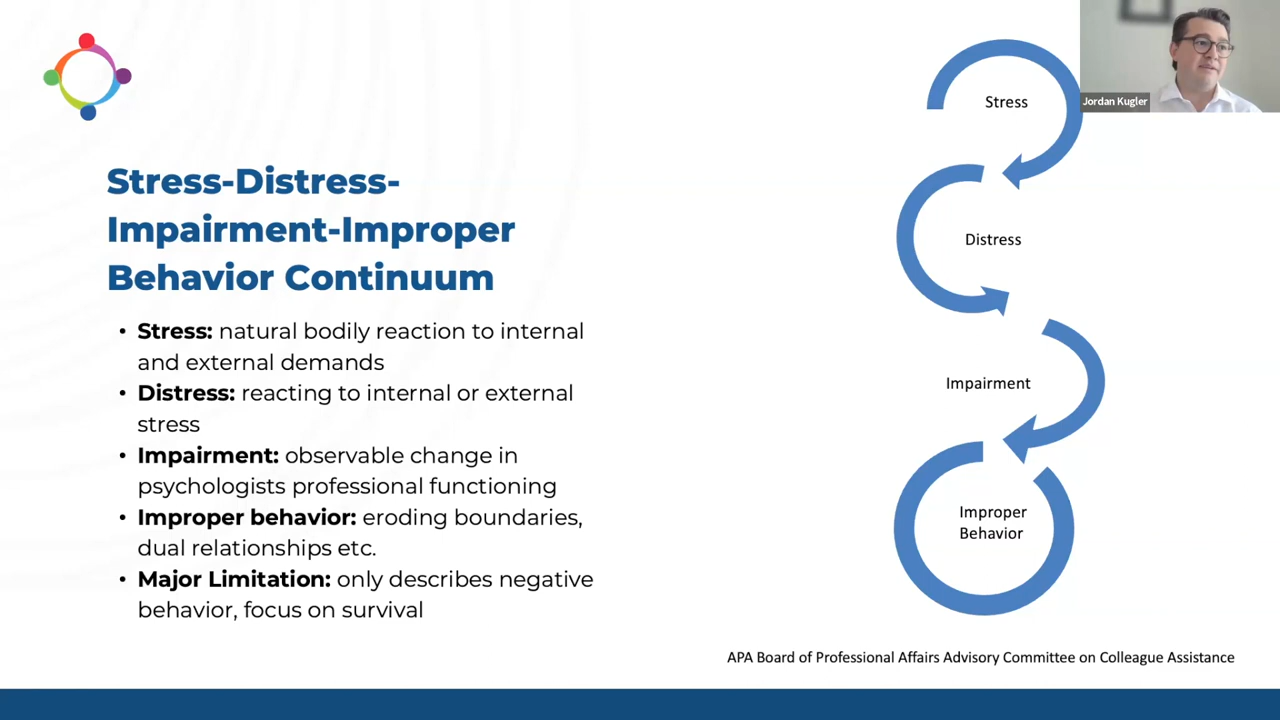 Stress-Distress-
Impairment-Improper
Behavior Continuum
• Stress: natural bodily reaction to internal
and external demands
• Distress: reacting to internal or external
stress
• Impairment: observable change in
psychologists professional functioning
• Improper behavior: eroding boundaries,
dual relationships etc.
• Major Limitation: only describes negative
behavior, focus on survival
Stress
Jordan Kugler
Distress
Impairment
Improper
Behavior
APA Board of Professional Affairs Advisory Committee on Colleague Assistance